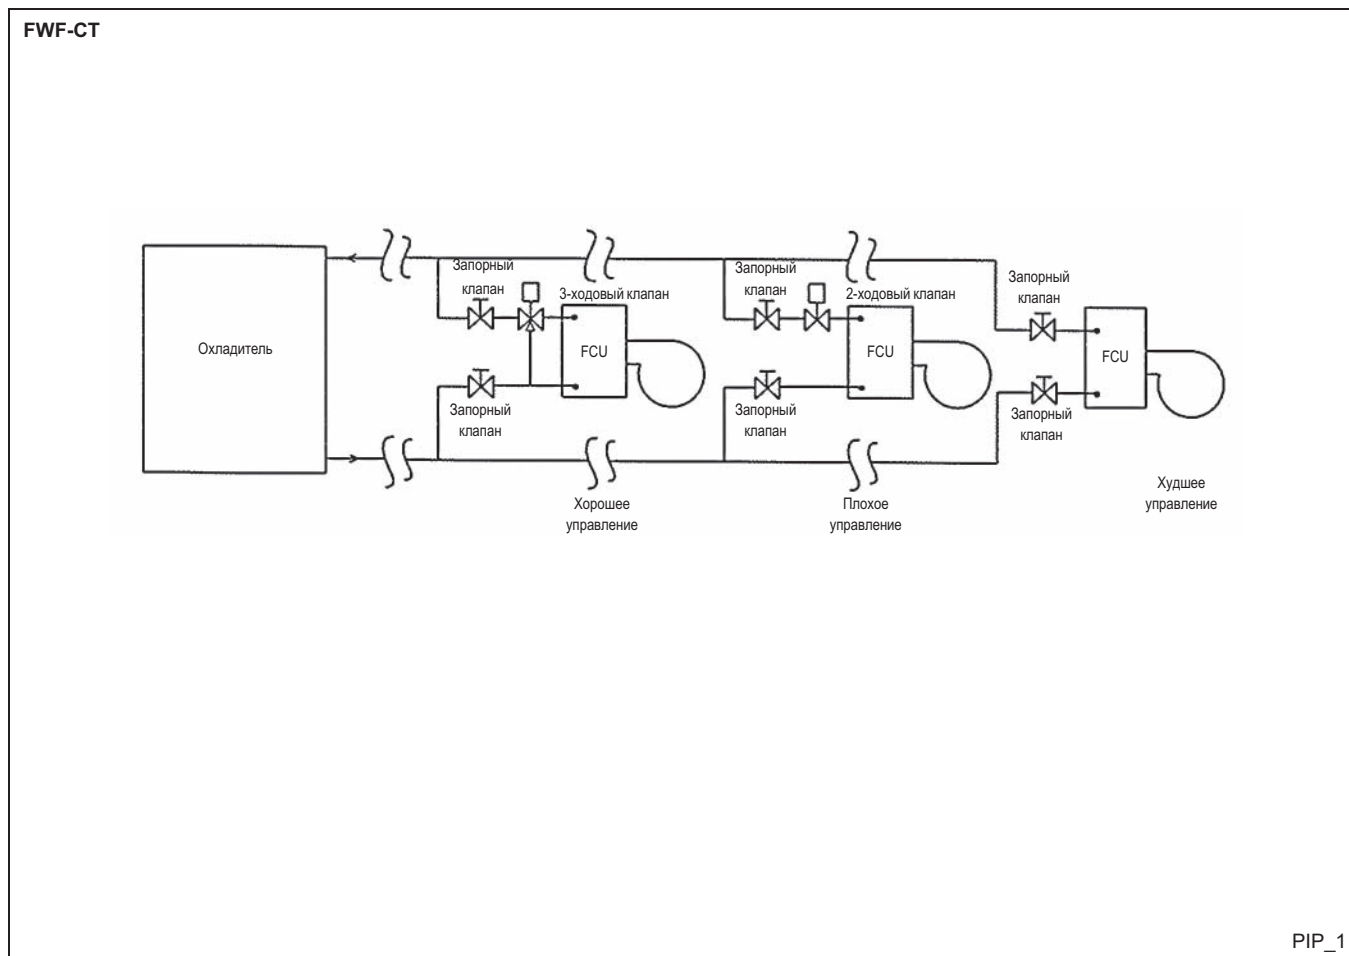 FWF-CT
Запорный
клапан
3-ходовый клапан
Запорный
клапан
2-ходовый клапан
Запорный
клапан
Охладитель
FCU
FCU
FCU
Запорный
клапан
Запорный
клапан
Запорный
клапан
Хорошее
управление
Плохое
управление
Худшее
управление
PIP_1